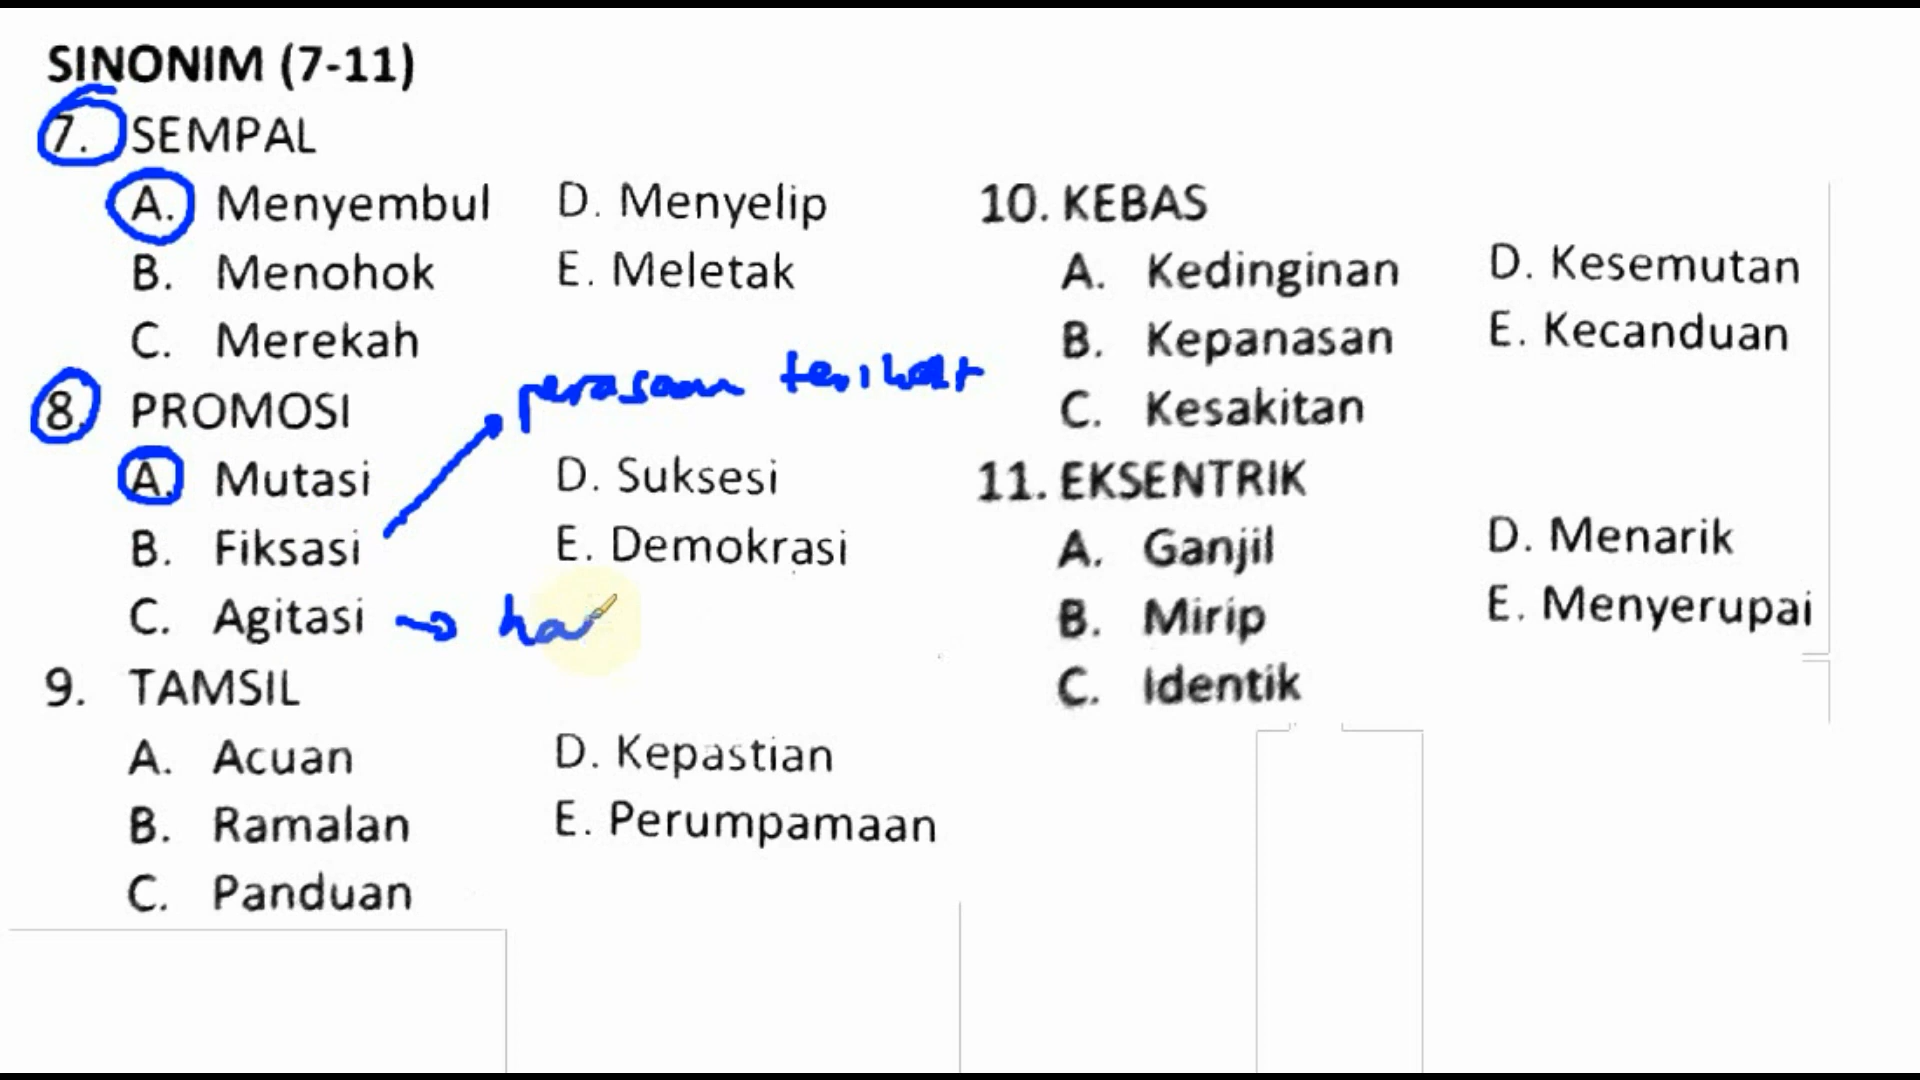 SINONIM (7-11)
7. SEMPAL
A. Menyembul
B. Menohok
C. Merekah
D. Menyelip
E. Meletak
8. PROMOSI
A. Mutasi
B. Fiksasi
C. Agitasi
D. Suksesi
E. Demokrasi
perasaan terikat
ha
9. TAMSIL
A. Acuan
B. Ramalan
C. Panduan
D. Kepastian
E. Perumpamaan
10. KEBAS
A. Kedinginan
B. Kepanasan
C. Kesakitan
D. Kesemutan
E. Kecanduan
11. EKSENTRIK
A. Ganjil
B. Mirip
C. Identik
D. Menarik
E. Menyerupai